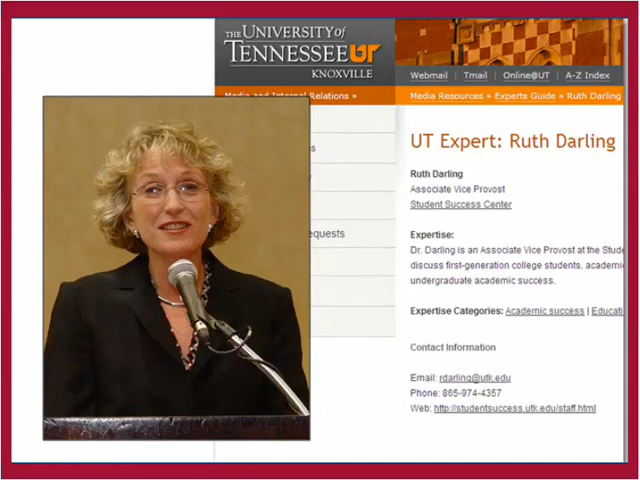 THE UNIVERSITY of
TENNESSEE UT
KNOXVILLE
Webmail | Tmail | Online@UT | A-Z Index
Media and Internal Relations »
Media Resources » Experts Guide » Ruth Darling
UT Expert: Ruth Darling
Ruth Darling
Associate Vice Provost
Student Success Center
equests
Expertise:
Dr. Darling is an Associate Vice Provost at the Stude
discuss first-generation college students, academi
undergraduate academic success.
Expertise Categories: Academic success | Educati
Contact Information
Email: rdarling@utk.edu
Phone: 865-974-4357
Web: http://studentsuccess.utk.edu/staff.html